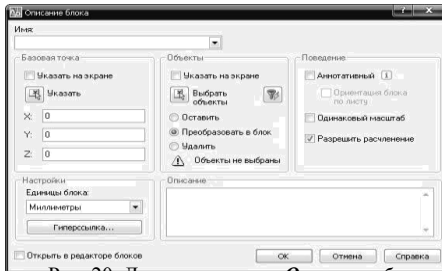 Описание блока
Имя:
Базовая точка
Указать на экране
Указать
X: 0
Y: 0
Z: 0
Объекты
Указать на экране
Выбрать
объекты
Оставить
Преобразовать в блок
Удалить
Объекты не выбраны
Поведение
Аннотативный
Ориентация блока
по листу
Одинаковый масштаб
Разрешить расчленение
Настройки
Единицы блока:
Миллиметры
Гиперссылка...
Описание
Открыть в редакторе блоков
ОК Отмена Справка